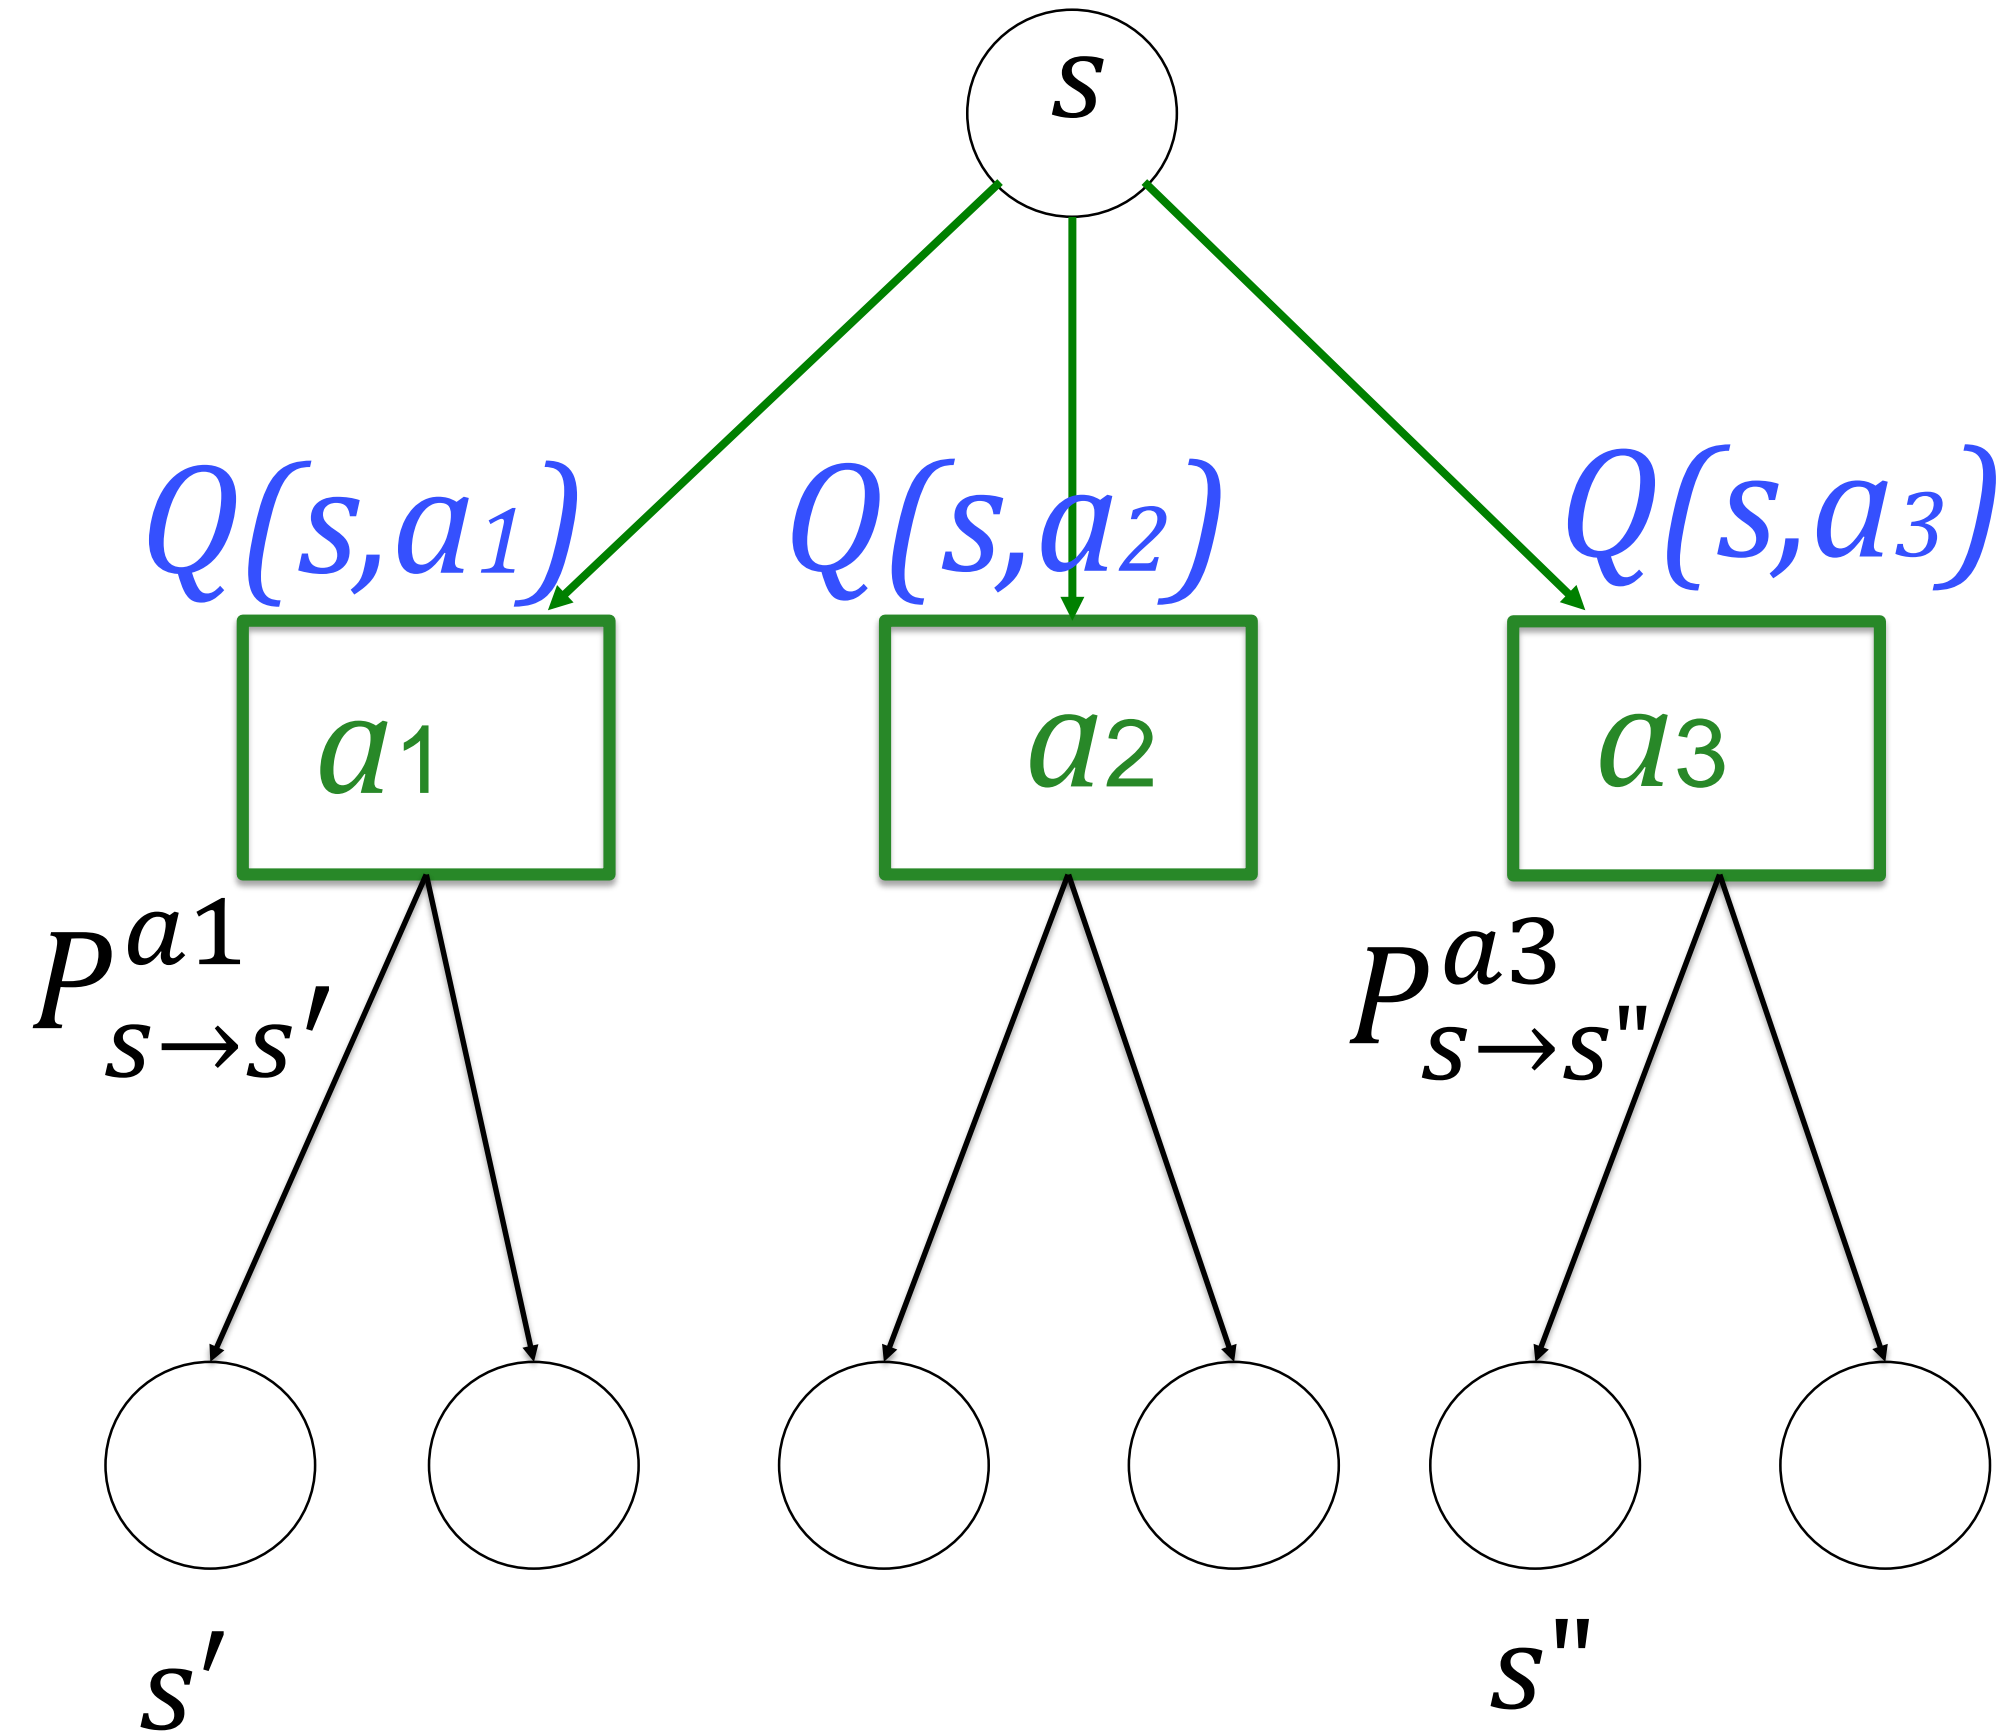 s
Q(s,a1) Q(s,a2) Q(s,a3)
a1 a2 a3
P^{a1}_{s→s'} P^{a3}_{s→s"}
s' s"